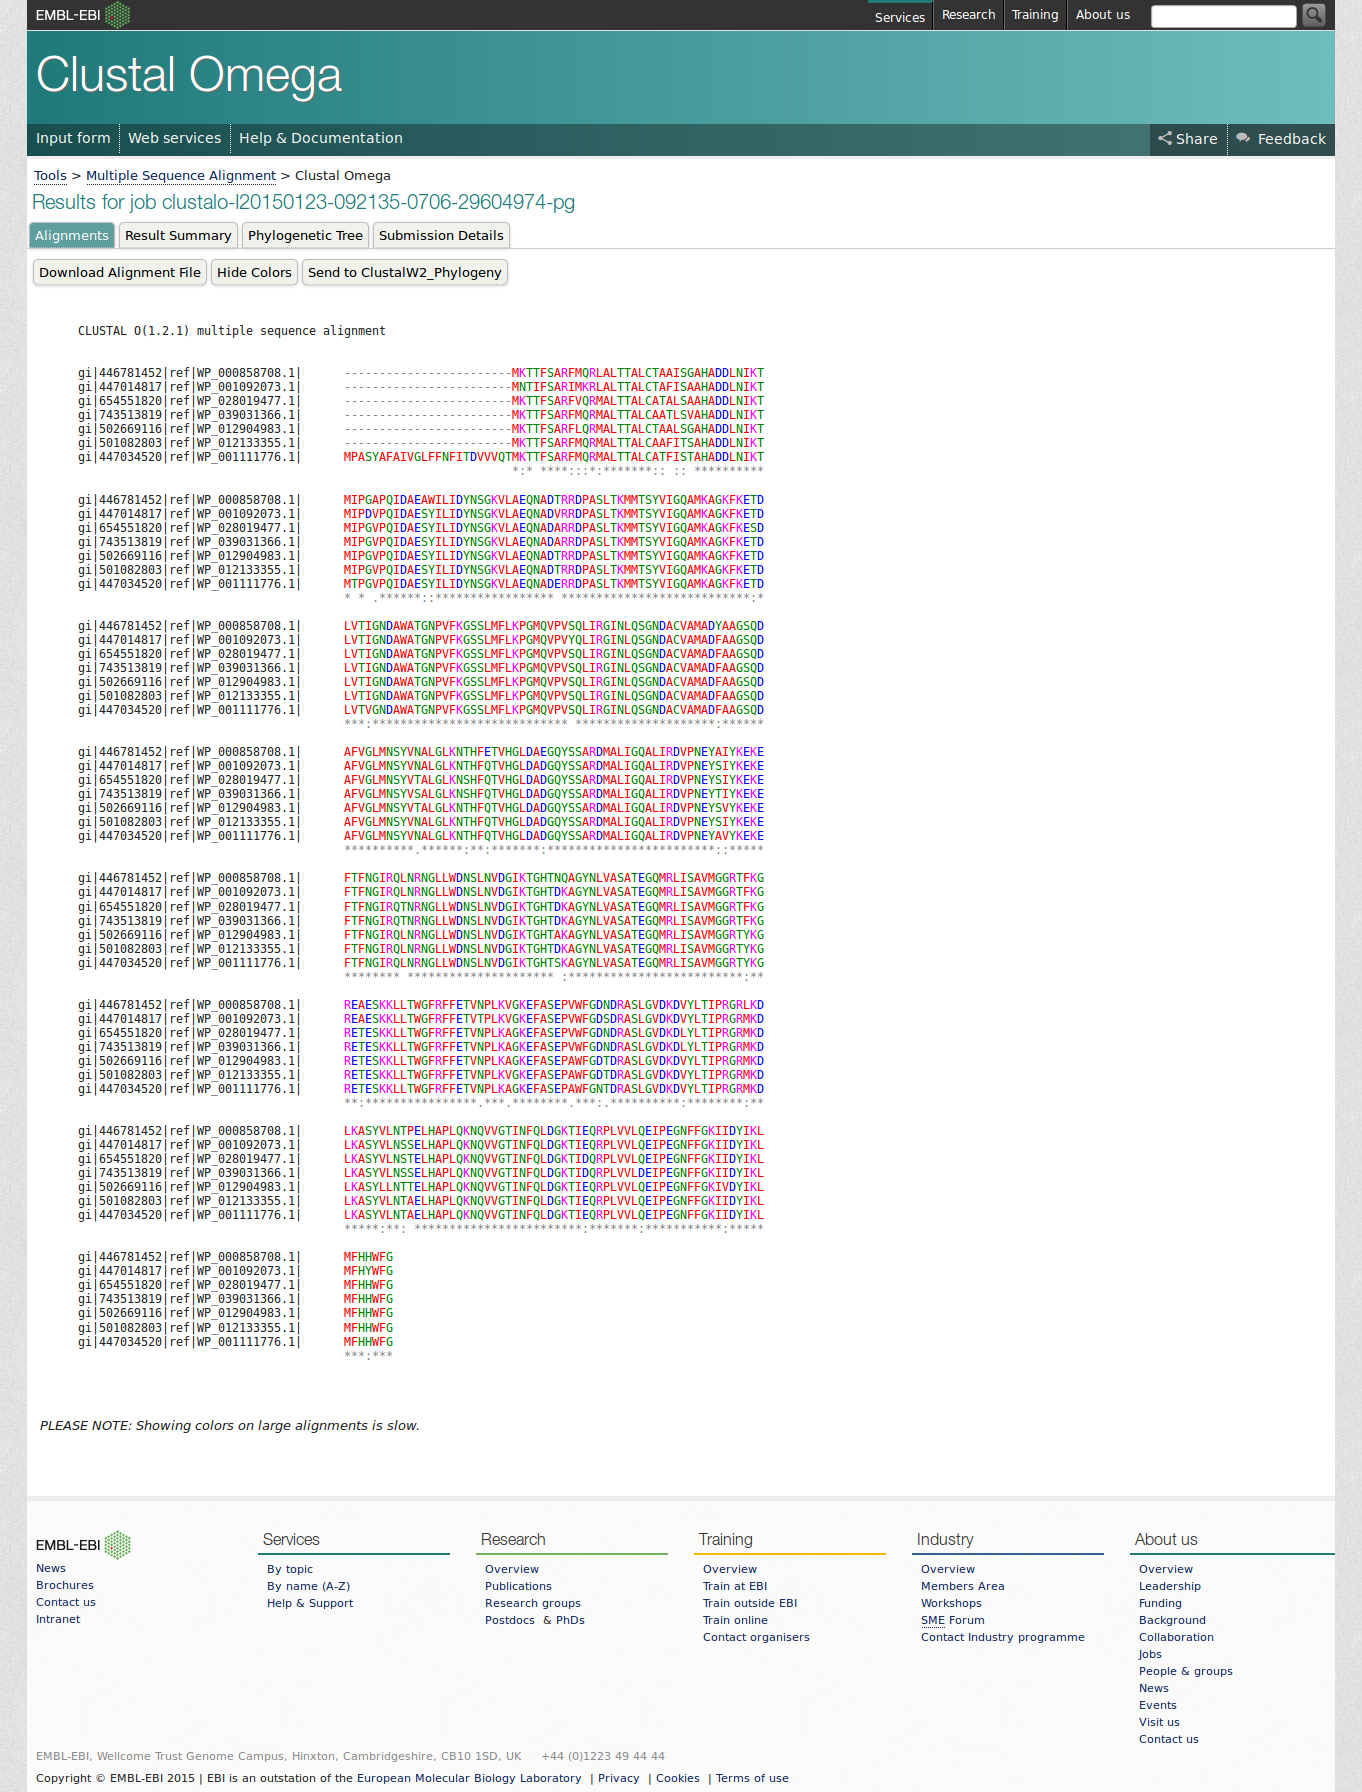 EMBL-EBI
Services Research Training About us
Clustal Omega
Input form Web services Help & Documentation Share Feedback
Tools > Multiple Sequence Alignment > Clustal Omega
Results for job clustalo-I20150123-092135-0706-29604974-pg
Alignments Result Summary Phylogenetic Tree Submission Details
Download Alignment File Hide Colors Send to ClustalW2_Phylogeny
CLUSTAL O(1.2.1) multiple sequence alignment
gi|446781452|ref|WP_000858708.1| ------------------------MKTTFSARFMQRLALTTALCTAAISGAHADDLNIKT
gi|447014817|ref|WP_001092073.1| ------------------------MNTIFSARIMKRLALTTALCTAFISAAHADDLNIKT
gi|654551820|ref|WP_028019477.1| ------------------------MKTTFSARFVQRMALTTALCATALSAAHADDLNIKT
gi|743513819|ref|WP_039031366.1| ------------------------MKTTFSARFMQRMALTTALCAATLSVAHADDLNIKT
gi|502669116|ref|WP_012904983.1| ------------------------MKTTFSARFLQRMALTTALCTAALSGAHADDLNIKT
gi|501082803|ref|WP_012133355.1| ------------------------MKTTFSARFMQRMALTTALCAAFITSAHADDLNIKT
gi|447034520|ref|WP_001111776.1| MPASYAFAIVGLFFNFITDVVVQTMKTTFSARFMQRMALTTALCATFISTAHADDLNIKT
*:* ****:::*:*******:: :: **********
gi|446781452|ref|WP_000858708.1| MIPGAPQIDAEAWILIDYNSGKVLAEQNADTRRDPASLTKMMTSYVIGQAMKAGKFKETD
gi|447014817|ref|WP_001092073.1| MIPDVPQIDAESYILIDYNSGKVLAEQNADVRRDPASLTKMMTSYVIGQAMKAGKFKETD
gi|654551820|ref|WP_028019477.1| MIPGVPQIDAESYILIDYNSGKVLAEQNADARRDPASLTKMMTSYVIGQAMKAGKFKESD
gi|743513819|ref|WP_039031366.1| MIPGVPQIDAESYILIDYNSGKVLAEQNADARRDPASLTKMMTSYVIGQAMKAGKFKETD
gi|502669116|ref|WP_012904983.1| MIPGVPQIDAESYILIDYNSGKVLAEQNADTRRDPASLTKMMTSYVIGQAMKAGKFKETD
gi|501082803|ref|WP_012133355.1| MIPGVPQIDAESYILIDYNSGKVLAEQNADTRRDPASLTKMMTSYVIGQAMKAGKFKETD
gi|447034520|ref|WP_001111776.1| MTPGVPQIDAESYILIDYNSGKVLAEQNADERRDPASLTKMMTSYVIGQAMKAGKFKETD
* * .******::***************** ***************************:*
gi|446781452|ref|WP_000858708.1| LVTIGNDAWATGNPVFKGSSLMFLKPGMQVPVSQLIRGINLQSGNDACVAMADYAAGSQD
gi|447014817|ref|WP_001092073.1| LVTIGNDAWATGNPVFKGSSLMFLKPGMQVPVYQLIRGINLQSGNDACVAMADFAAGSQD
gi|654551820|ref|WP_028019477.1| LVTIGNDAWATGNPVFKGSSLMFLKPGMQVPVSQLIRGINLQSGNDACVAMADFAAGSQD
gi|743513819|ref|WP_039031366.1| LVTIGNDAWATGNPVFKGSSLMFLKPGMQVPVSQLIRGINLQSGNDACVAMADFAAGSQD
gi|502669116|ref|WP_012904983.1| LVTIGNDAWATGNPVFKGSSLMFLKPGMQVPVSQLIRGINLQSGNDACVAMADFAAGSQD
gi|501082803|ref|WP_012133355.1| LVTIGNDAWATGNPVFKGSSLMFLKPGMQVPVSQLIRGINLQSGNDACVAMADFAAGSQD
gi|447034520|ref|WP_001111776.1| LVTVGNDAWATGNPVFKGSSLMFLKPGMQVPVSQLIRGINLQSGNDACVAMADFAAGSQD
***:**************************** ********************:******
gi|446781452|ref|WP_000858708.1| AFVGLMNSYVNALGLKNTHFETVHGLDAEGQYSSARDMALIGQALIRDVPNEYAIYKEKE
gi|447014817|ref|WP_001092073.1| AFVGLMNSYVNALGLKNTHFQTVHGLDADGQYSSARDMALIGQALIRDVPNEYSIYKEKE
gi|654551820|ref|WP_028019477.1| AFVGLMNSYVTALGLKNSHFQTVHGLDADGQYSSARDMALIGQALIRDVPNEYSIYKEKE
gi|743513819|ref|WP_039031366.1| AFVGLMNSYVSALGLKNSHFQTVHGLDADGQYSSARDMALIGQALIRDVPNEYTIYKEKE
gi|502669116|ref|WP_012904983.1| AFVGLMNSYVTALGLKNTHFQTVHGLDADGQYSSARDMALIGQALIRDVPNEYSVYKEKE
gi|501082803|ref|WP_012133355.1| AFVGLMNSYVNALGLKNTHFQTVHGLDADGQYSSARDMALIGQALIRDVPNEYSIYKEKE
gi|447034520|ref|WP_001111776.1| AFVGLMNSYVNALGLKNTHFQTVHGLDADGQYSSARDMALIGQALIRDVPNEYAVYKEKE
**********.******:**:*******:************************::*****
gi|446781452|ref|WP_000858708.1| FTFNGIRQLNRNGLLWDNSLNVDGIKTGHTNQAGYNLVASATEGQMRLISAVMGGRTFKG
gi|447014817|ref|WP_001092073.1| FTFNGIRQLNRNGLLWDNSLNVDGIKTGHTDKAGYNLVASATEGQMRLISAVMGGRTFKG
gi|654551820|ref|WP_028019477.1| FTFNGIRQTNRNGLLWDNSLNVDGIKTGHTDKAGYNLVASATEGQMRLISAVMGGRTFKG
gi|743513819|ref|WP_039031366.1| FTFNGIRQTNRNGLLWDNSLNVDGIKTGHTDKAGYNLVASATEGQMRLISAVMGGRTFKG
gi|502669116|ref|WP_012904983.1| FTFNGIRQLNRNGLLWDNSLNVDGIKTGHTAKAGYNLVASATEGQMRLISAVMGGRTYKG
gi|501082803|ref|WP_012133355.1| FTFNGIRQLNRNGLLWDNSLNVDGIKTGHTDKAGYNLVASATEGQMRLISAVMGGRTYKG
gi|447034520|ref|WP_001111776.1| FTFNGIRQLNRNGLLWDNSLNVDGIKTGHTSKAGYNLVASATEGQMRLISAVMGGRTYKG
******** ********************* :*************************:**
gi|446781452|ref|WP_000858708.1| REAESKKLLTWGFRFFETVNPLKVGKEFASEPVWFGDNDRASLGVDKDVYLTIPRGRLKD
gi|447014817|ref|WP_001092073.1| REAESKKLLTWGFRFFETVTPLKVGKEFASEPVWFGDSDRASLGVDKDVYLTIPRGRMKD
gi|654551820|ref|WP_028019477.1| RETESKKLLTWGFRFFETVNPLKAGKEFASEPVWFGDNDRASLGVDKDLYLTIPRGRMKD
gi|743513819|ref|WP_039031366.1| RETESKKLLTWGFRFFETVNPLKAGKEFASEPVWFGDNDRASLGVDKDLYLTIPRGRMKD
gi|502669116|ref|WP_012904983.1| RETESKKLLTWGFRFFETVNPLKAGKEFASEPAWFGDTDRASLGVDKDVYLTIPRGRMKD
gi|501082803|ref|WP_012133355.1| RETESKKLLTWGFRFFETVNPLKVGKEFASEPAWFGDTDRASLGVDKDVYLTIPRGRMKD
gi|447034520|ref|WP_001111776.1| RETESKKLLTWGFRFFETVNPLKAGKEFASEPAWFGNTDRASLGVDKDVYLTIPRGRMKD
**:****************.***.********.***:.**********:********:**
gi|446781452|ref|WP_000858708.1| LKASYVLNTPELHAPLQKNQVVGTINFQLDGKTIEQRPLVVLQEIPEGNFFGKIIDYIKL
gi|447014817|ref|WP_001092073.1| LKASYVLNSSELHAPLQKNQVVGTINFQLDGKTIEQRPLVVLQEIPEGNFFGKIIDYIKL
gi|654551820|ref|WP_028019477.1| LKASYVLNSTELHAPLQKNQVVGTINFQLDGKTIDQRPLVVLQEIPEGNFFGKIIDYIKL
gi|743513819|ref|WP_039031366.1| LKASYVLNSSELHAPLQKNQVVGTINFQLDGKTIDQRPLVVLDEIPEGNFFGKIIDYIKL
gi|502669116|ref|WP_012904983.1| LKASYLLNTTELHAPLQKNQVVGTINFQLDGKTIEQRPLVVLQEIPEGNFFGKIVDYIKL
gi|501082803|ref|WP_012133355.1| LKASYVLNTAELHAPLQKNQVVGTINFQLDGKTIEQRPLVVLQEIPEGNFFGKIIDYIKL
gi|447034520|ref|WP_001111776.1| LKASYVLNTAELHAPLQKNQVVGTINFQLDGKTIEQRPLVVLQEIPEGNFFGKIIDYIKL
*****:**: ************************:*******:***********:*****
gi|446781452|ref|WP_000858708.1| MFHHWFG
gi|447014817|ref|WP_001092073.1| MFHYWFG
gi|654551820|ref|WP_028019477.1| MFHHWFG
gi|743513819|ref|WP_039031366.1| MFHHWFG
gi|502669116|ref|WP_012904983.1| MFHHWFG
gi|501082803|ref|WP_012133355.1| MFHHWFG
gi|447034520|ref|WP_001111776.1| MFHHWFG
***:***
PLEASE NOTE: Showing colors on large alignments is slow.
EMBL-EBI
News
Brochures
Contact us
Intranet
Services
By topic
By name (A-Z)
Help & Support
Research
Overview
Publications
Research groups
Postdocs & PhDs
Training
Overview
Train at EBI
Train outside EBI
Train online
Contact organisers
Industry
Overview
Members Area
Workshops
SME Forum
Contact Industry programme
About us
Overview
Leadership
Funding
Background
Collaboration
Jobs
People & groups
News
Events
Visit us
Contact us
EMBL-EBI, Wellcome Trust Genome Campus, Hinxton, Cambridgeshire, CB10 1SD, UK +44 (0)1223 49 44 44
Copyright © EMBL-EBI 2015 | EBI is an outstation of the European Molecular Biology Laboratory | Privacy | Cookies | Terms of use